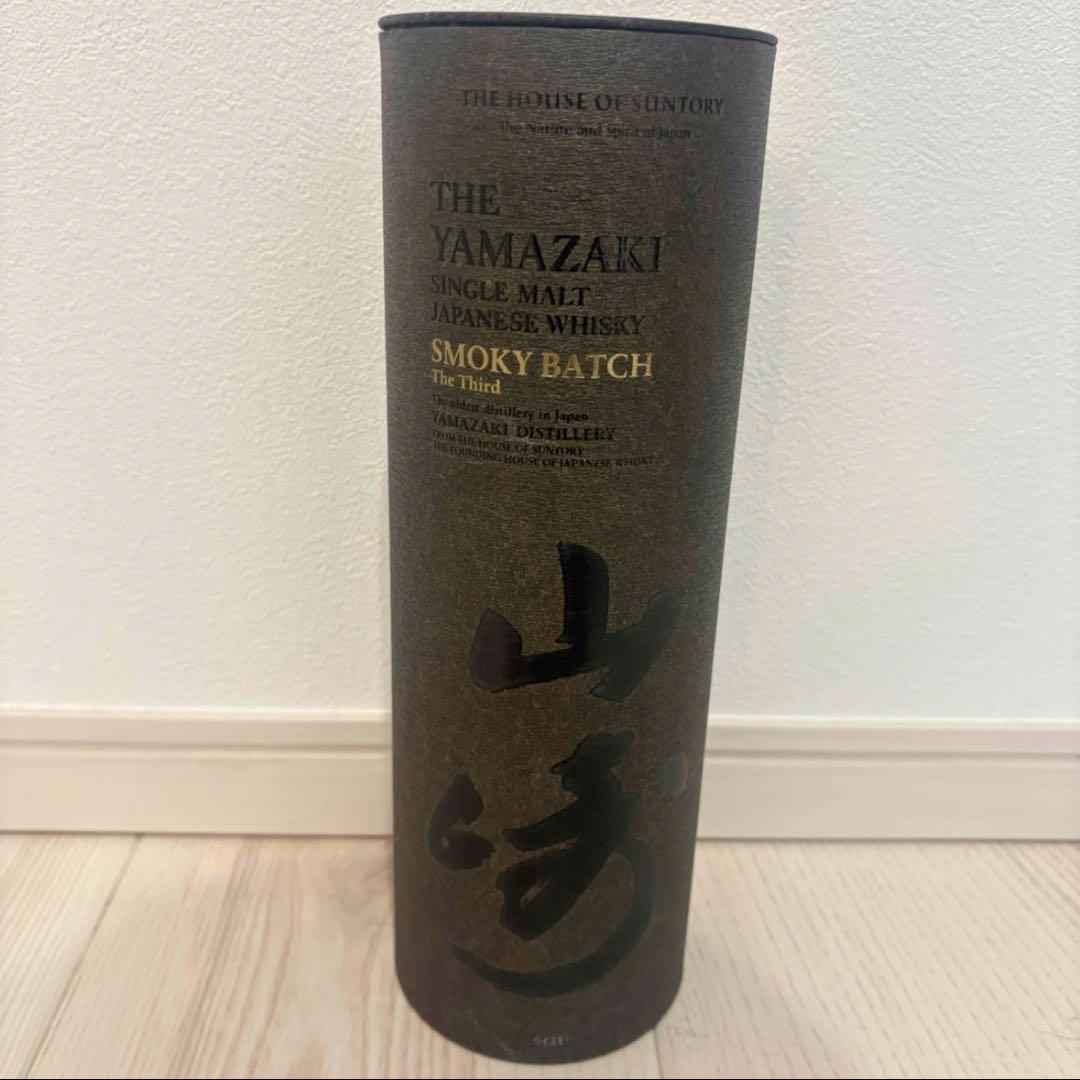 THE HOUSE OF SUNTORY
The Nature and Spirit of Japan
THE
YAMAZAKI
SINGLE MALT
JAPANESE WHISKY
SMOKY BATCH
The Third
The oldest distillery in Japan
YAMAZAKI DISTILLERY
FROM THE HOUSE OF SUNTORY
THE FOUNDING HOUSE OF JAPANESE WHISKY
山
崎